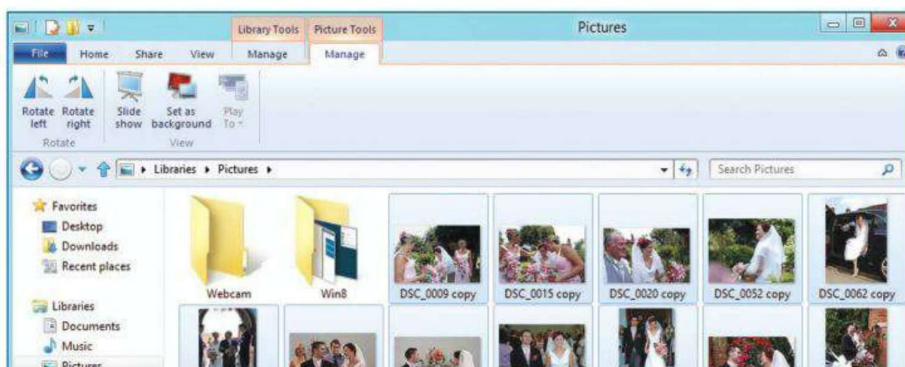 Library Tools Picture Tools Pictures
File Home Share View Manage Manage
Rotate left Rotate right Slide show Set as background Play To
Rotate View
Libraries Pictures
Search Pictures
Favorites
Desktop
Downloads
Recent places
Libraries
Documents
Music
Pictures
Webcam Win8 DSC_0009 copy DSC_0015 copy DSC_0020 copy DSC_0052 copy DSC_0062 copy